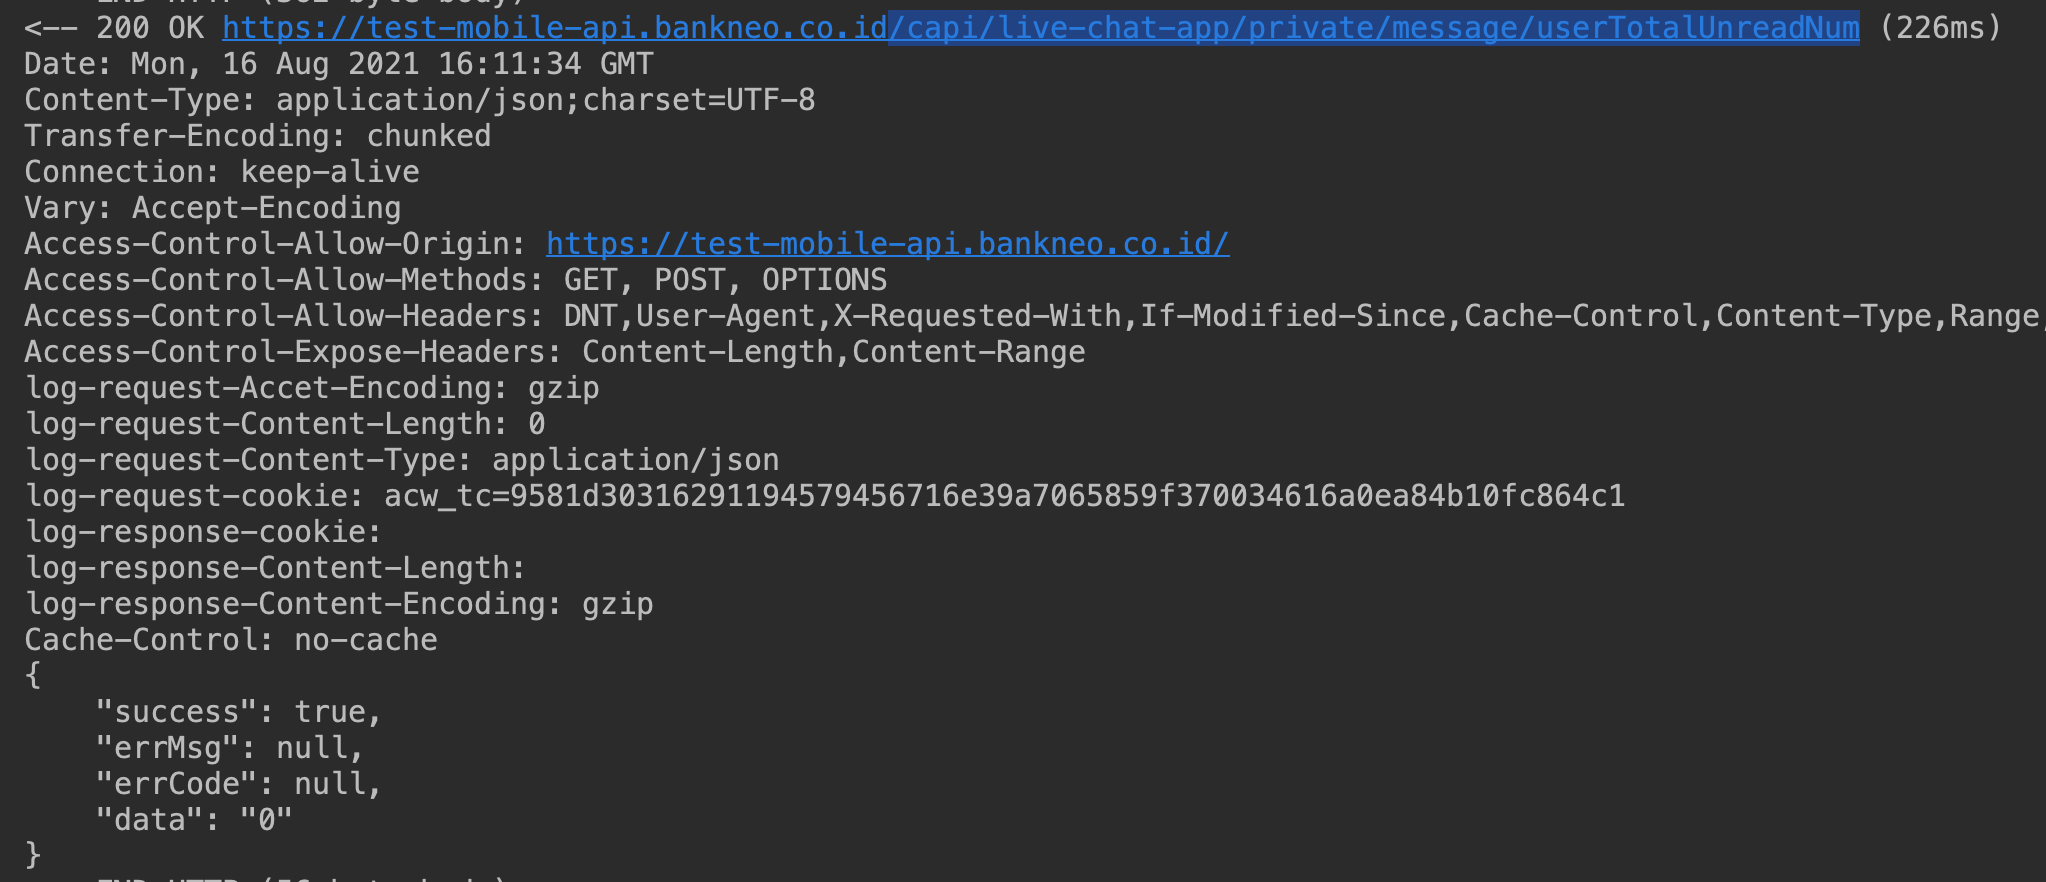 <-- 200 OK https://test-mobile-api.bankneo.co.id/capi/live-chat-app/private/message/userTotalUnreadNum (226ms)
Date: Mon, 16 Aug 2021 16:11:34 GMT
Content-Type: application/json;charset=UTF-8
Transfer-Encoding: chunked
Connection: keep-alive
Vary: Accept-Encoding
Access-Control-Allow-Origin: https://test-mobile-api.bankneo.co.id/
Access-Control-Allow-Methods: GET, POST, OPTIONS
Access-Control-Allow-Headers: DNT,User-Agent,X-Requested-With,If-Modified-Since,Cache-Control,Content-Type,Range,
Access-Control-Expose-Headers: Content-Length,Content-Range
log-request-Accet-Encoding: gzip
log-request-Content-Length: 0
log-request-Content-Type: application/json
log-request-cookie: acw_tc=9581d30316291194579456716e39a7065859f370034616a0ea84b10fc864c1
log-response-cookie:
log-response-Content-Length:
log-response-Content-Encoding: gzip
Cache-Control: no-cache
{
    "success": true,
    "errMsg": null,
    "errCode": null,
    "data": "0"
}